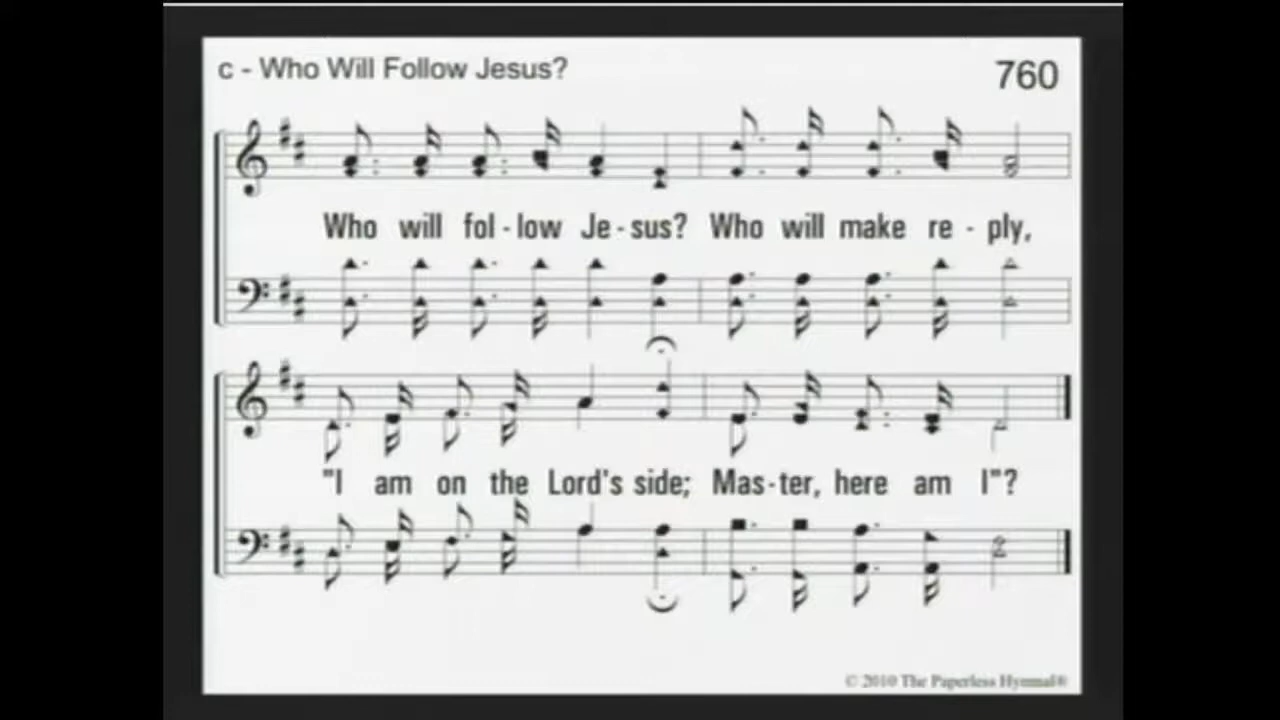 c - Who Will Follow Jesus?
760
Who will fol - low Je - sus? Who will make re - ply,
"I am on the Lord's side; Mas - ter, here am I"?
© 2010 The Paperless Hymnal®